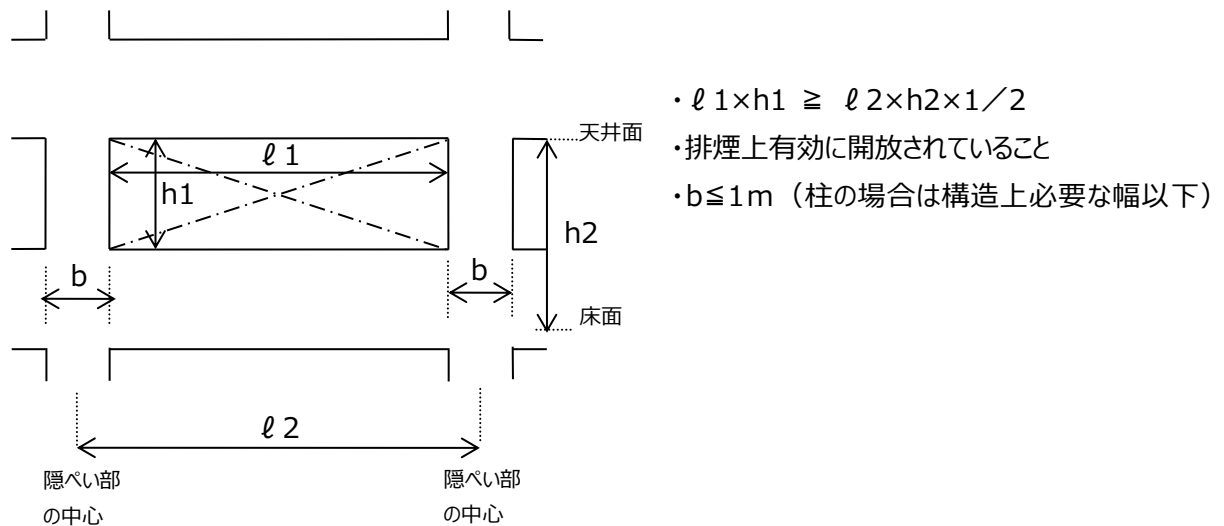 ・ℓ1×h1 ≧ ℓ2×h2×1／2
天井面
・排煙上有効に開放されていること
ℓ1
h1
・b≦1m（柱の場合は構造上必要な幅以下）
h2
b
b
床面
ℓ2
隠ぺい部
の中心
隠ぺい部
の中心